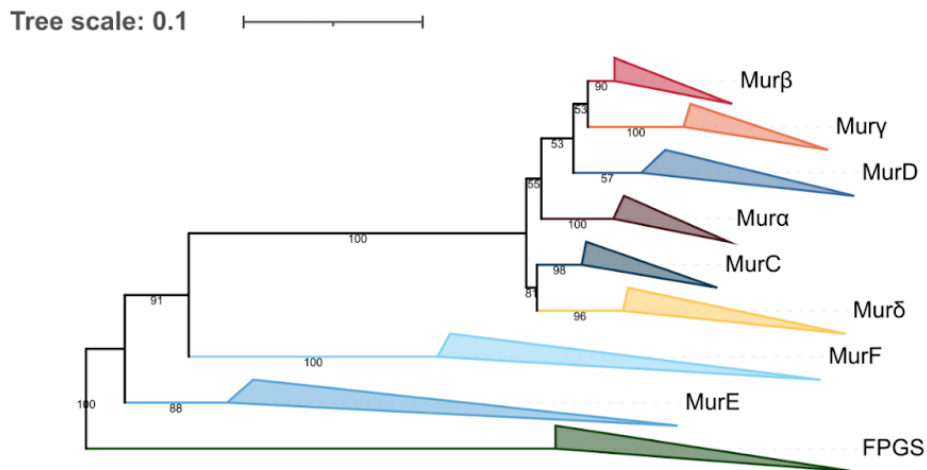 Tree scale: 0.1
Murβ
90
53
Murγ
100
53
MurD
57
55
Murα
100
MurC
98
100
81
Murδ
96
91
MurF
100
MurE
100
88
FPGS